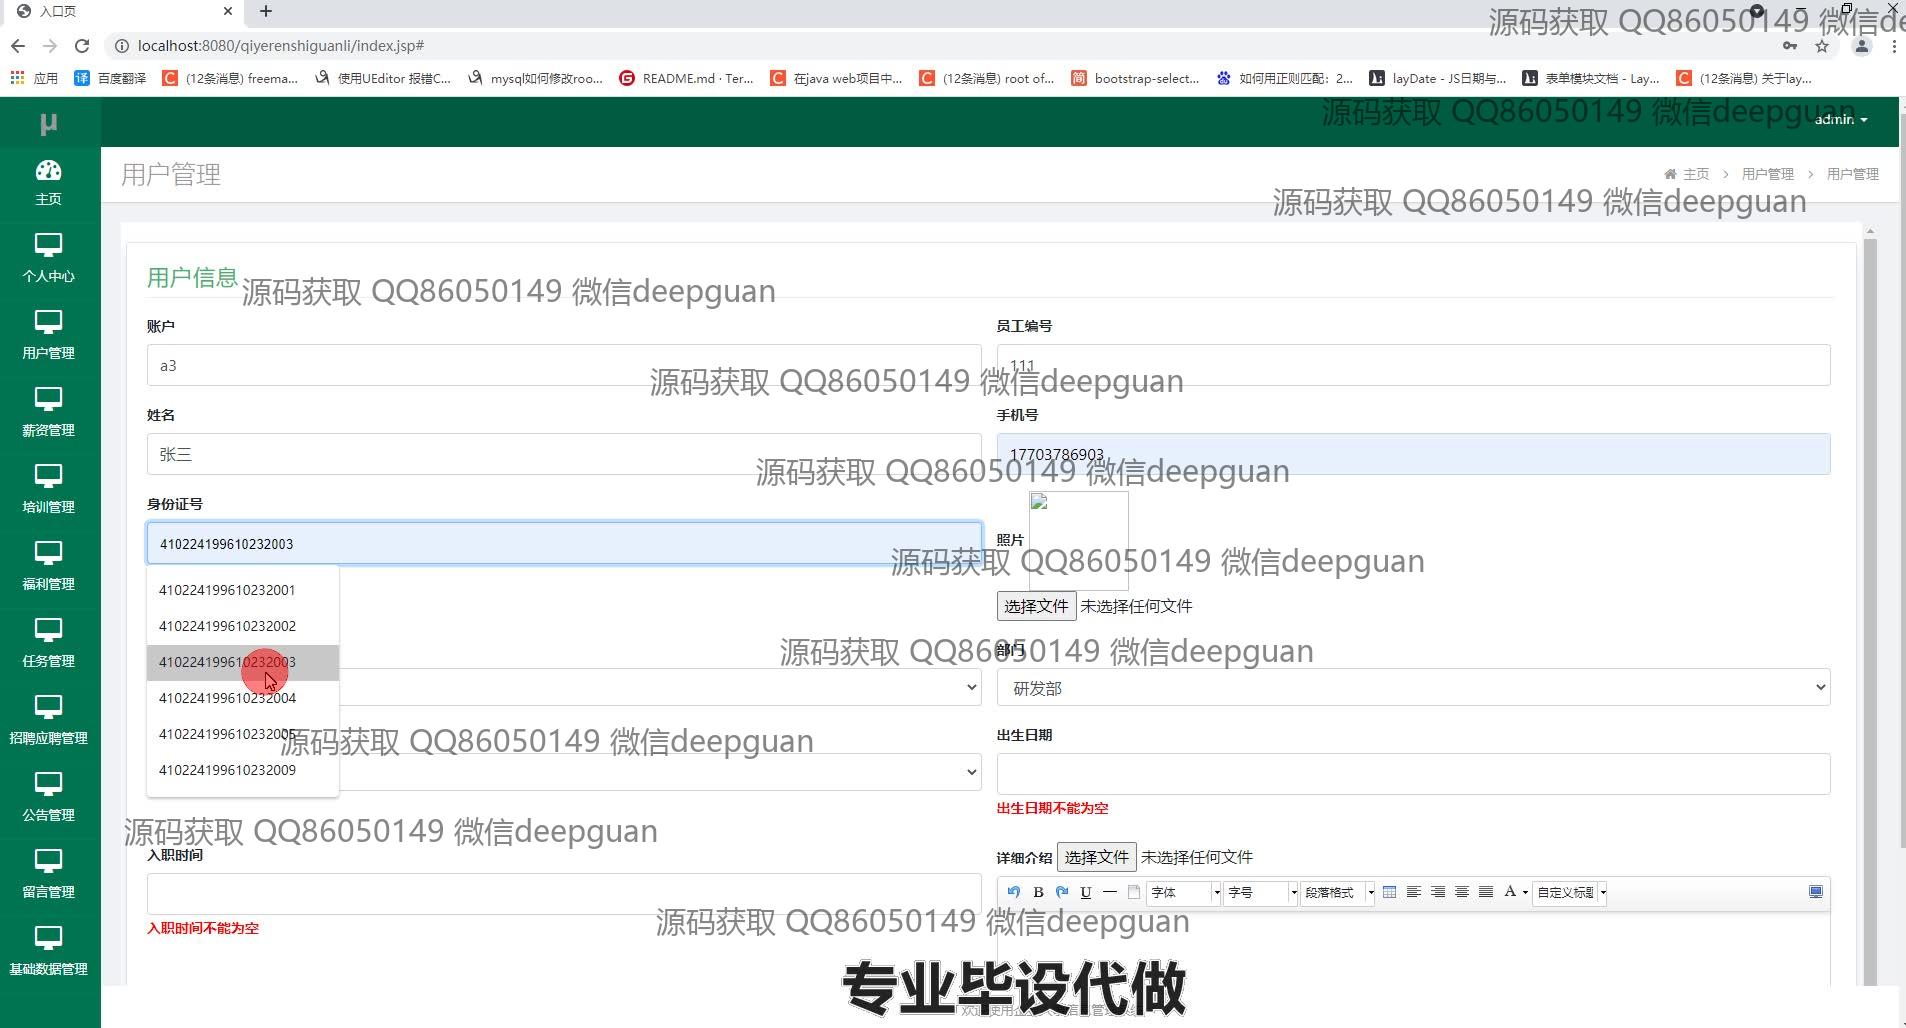 入口页
源码获取 QQ86050149 微信de
localhost:8080/qiyerenshiguanli/index.jsp#
应用
百度翻译
(12条消息) freema...
使用UEditor 报错C...
mysql如何修改roo...
README.md · Ter...
在java web项目中...
(12条消息) root of...
bootstrap-select...
如何用正则匹配：2...
layDate - JS日期与...
表单模块文档 - Lay...
(12条消息) 关于lay...
μ
源码获取 QQ86050149 微信deepguan
admin
主页
个人中心
用户管理
薪资管理
培训管理
福利管理
任务管理
招聘应聘管理
公告管理
留言管理
基础数据管理
用户管理
主页 > 用户管理 > 用户管理
源码获取 QQ86050149 微信deepguan
用户信息
源码获取 QQ86050149 微信deepguan
账户
a3
员工编号
111
源码获取 QQ86050149 微信deepguan
姓名
张三
手机号
17703786903
源码获取 QQ86050149 微信deepguan
身份证号
410224199610232003
照片
源码获取 QQ86050149 微信deepguan
选择文件 未选择任何文件
410224199610232001
410224199610232002
410224199610232003
410224199610232004
410224199610232005
410224199610232009
部门
源码获取 QQ86050149 微信deepguan
研发部
源码获取 QQ86050149 微信deepguan
出生日期
出生日期不能为空
源码获取 QQ86050149 微信deepguan
入职时间
入职时间不能为空
详细介绍 选择文件 未选择任何文件
B U 字体 字号 段落格式 A 自定义标题
源码获取 QQ86050149 微信deepguan
专业毕设代做